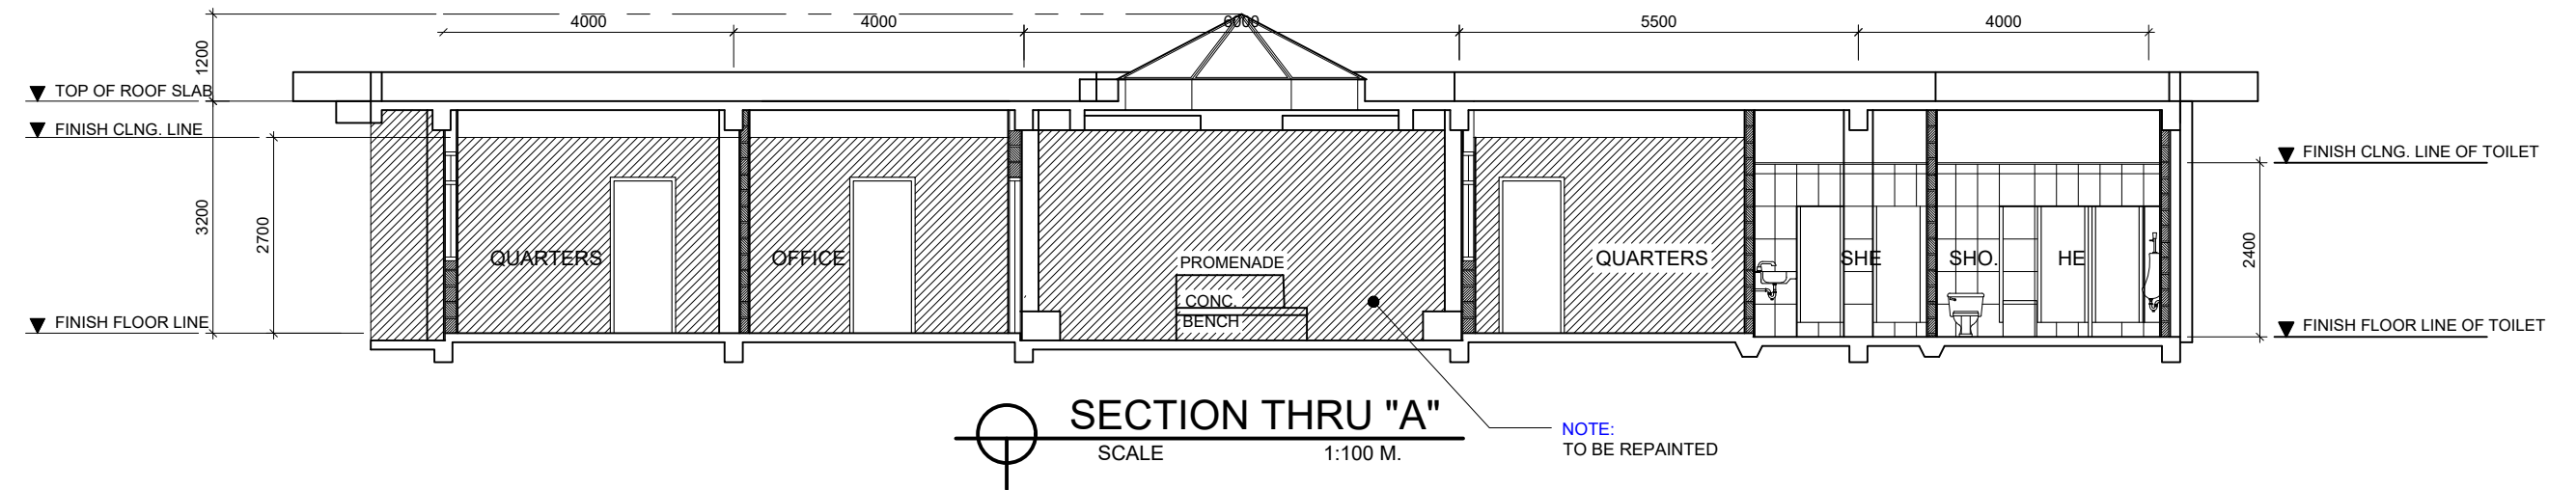 4000
4000
6000
5500
4000
1200
TOP OF ROOF SLAB
FINISH CLNG. LINE
FINISH CLNG. LINE OF TOILET
3200
2700
2400
QUARTERS
OFFICE
PROMENADE
CONC.
BENCH
QUARTERS
SHE
SHO.
HE
FINISH FLOOR LINE
FINISH FLOOR LINE OF TOILET
SECTION THRU "A"
SCALE 1:100 M.
NOTE:
TO BE REPAINTED